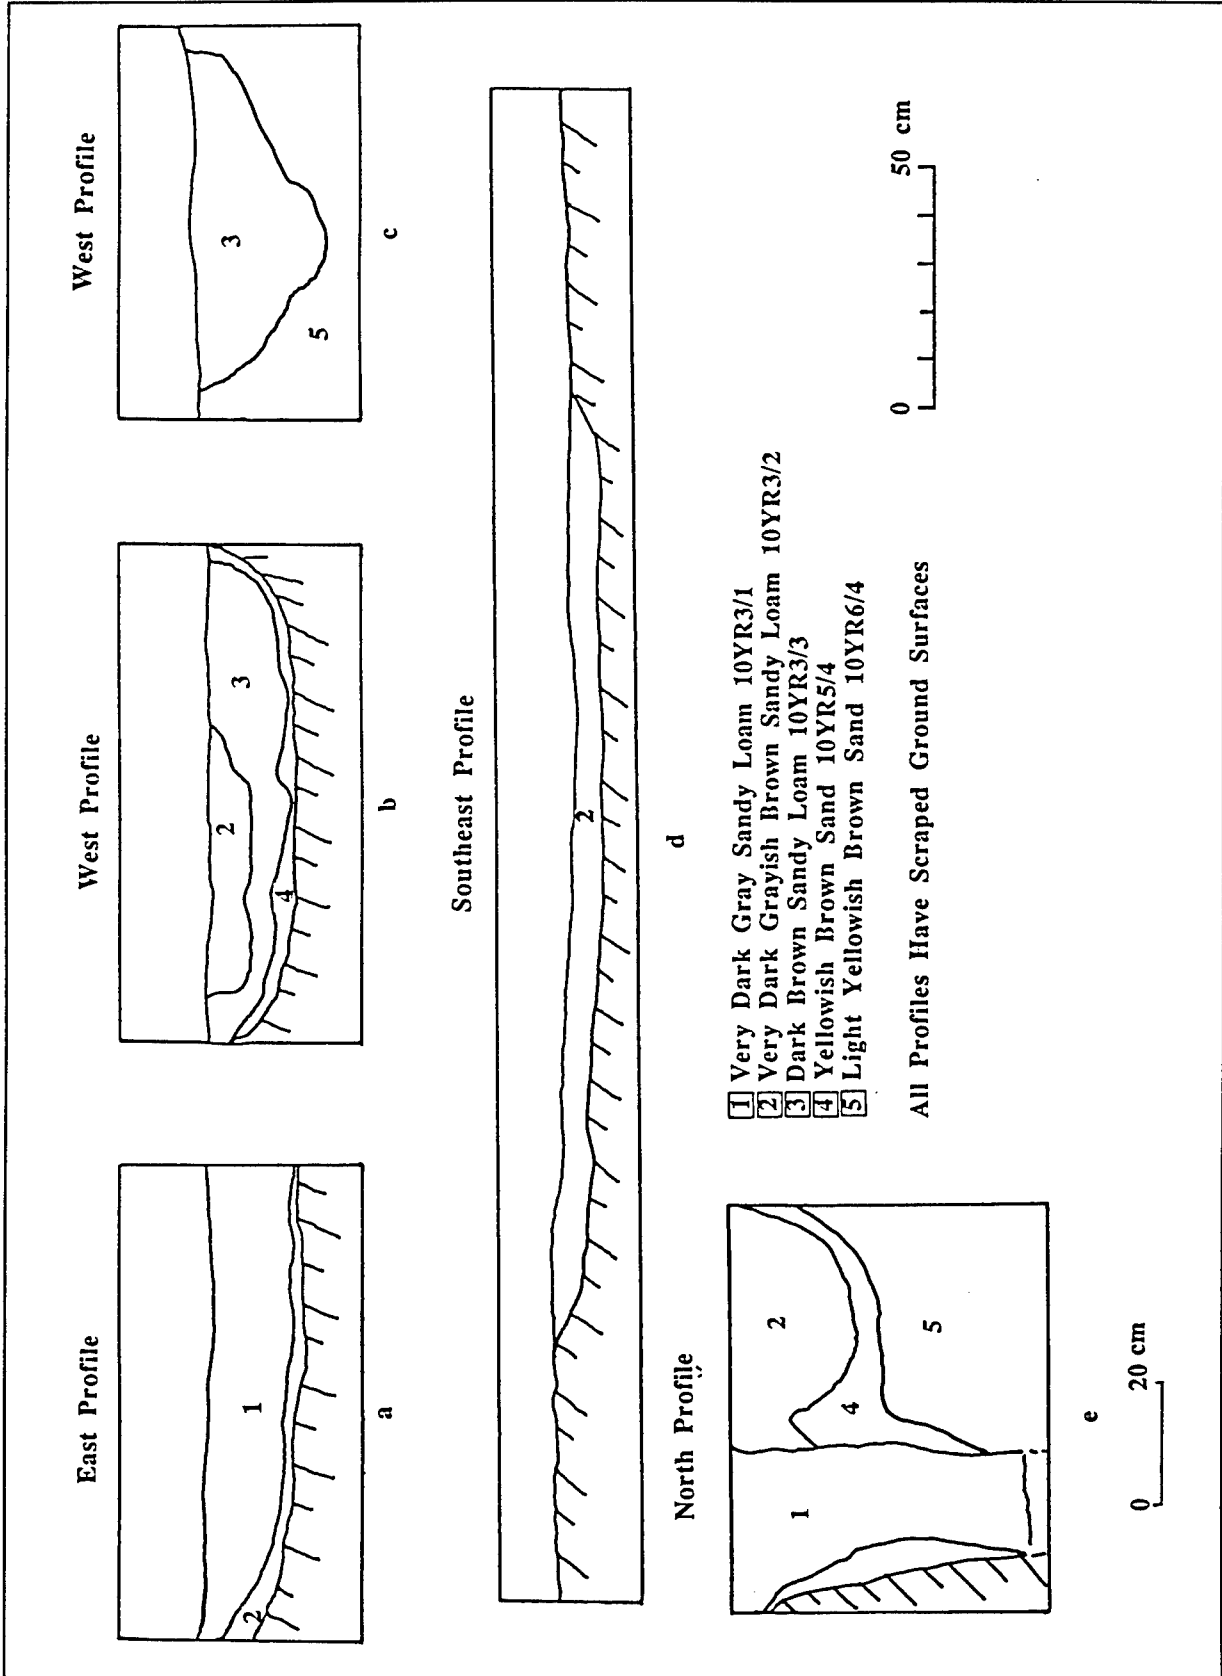 East Profile
West Profile
West Profile
1
2
a
2
3
4
b
3
5
c
Southeast Profile
2
d
North Profile
1
2
4
5
e
0 20 cm
1 Very Dark Gray Sandy Loam 10YR3/1
2 Very Dark Grayish Brown Sandy Loam 10YR3/2
3 Dark Brown Sandy Loam 10YR3/3
4 Yellowish Brown Sand 10YR5/4
5 Light Yellowish Brown Sand 10YR6/4
All Profiles Have Scraped Ground Surfaces
0 50 cm